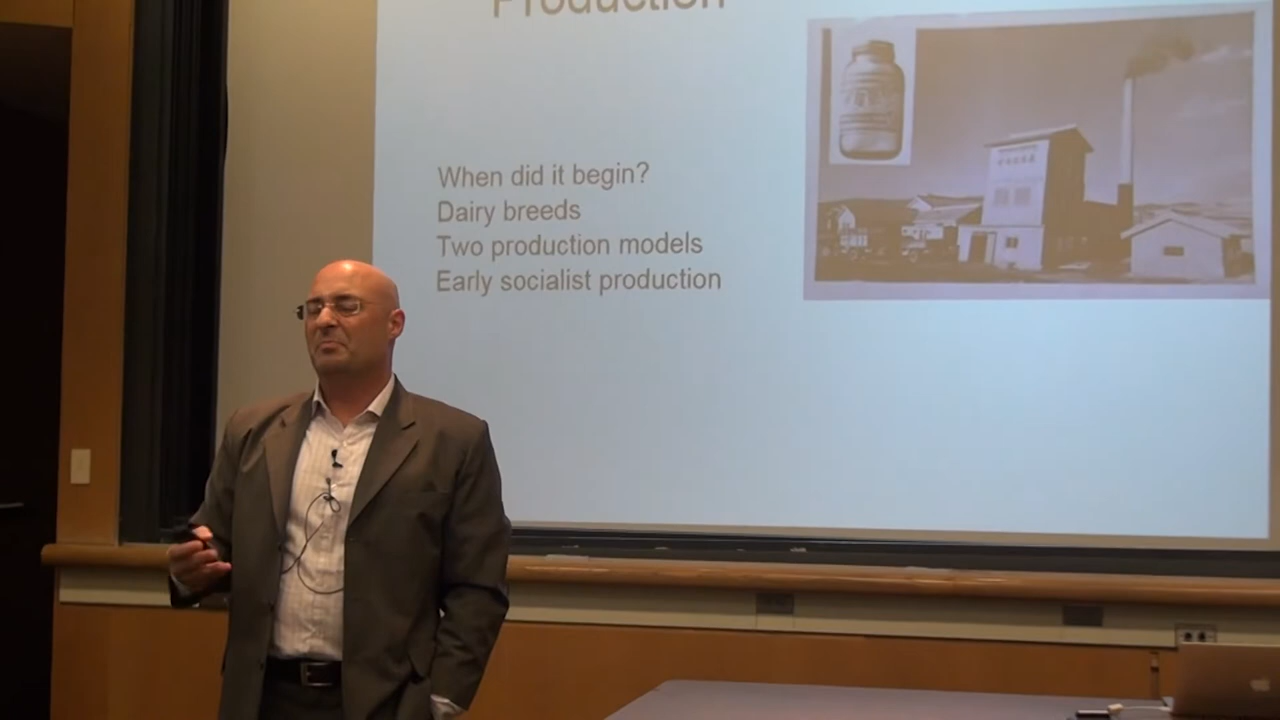 Production
When did it begin?
Dairy breeds
Two production models
Early socialist production